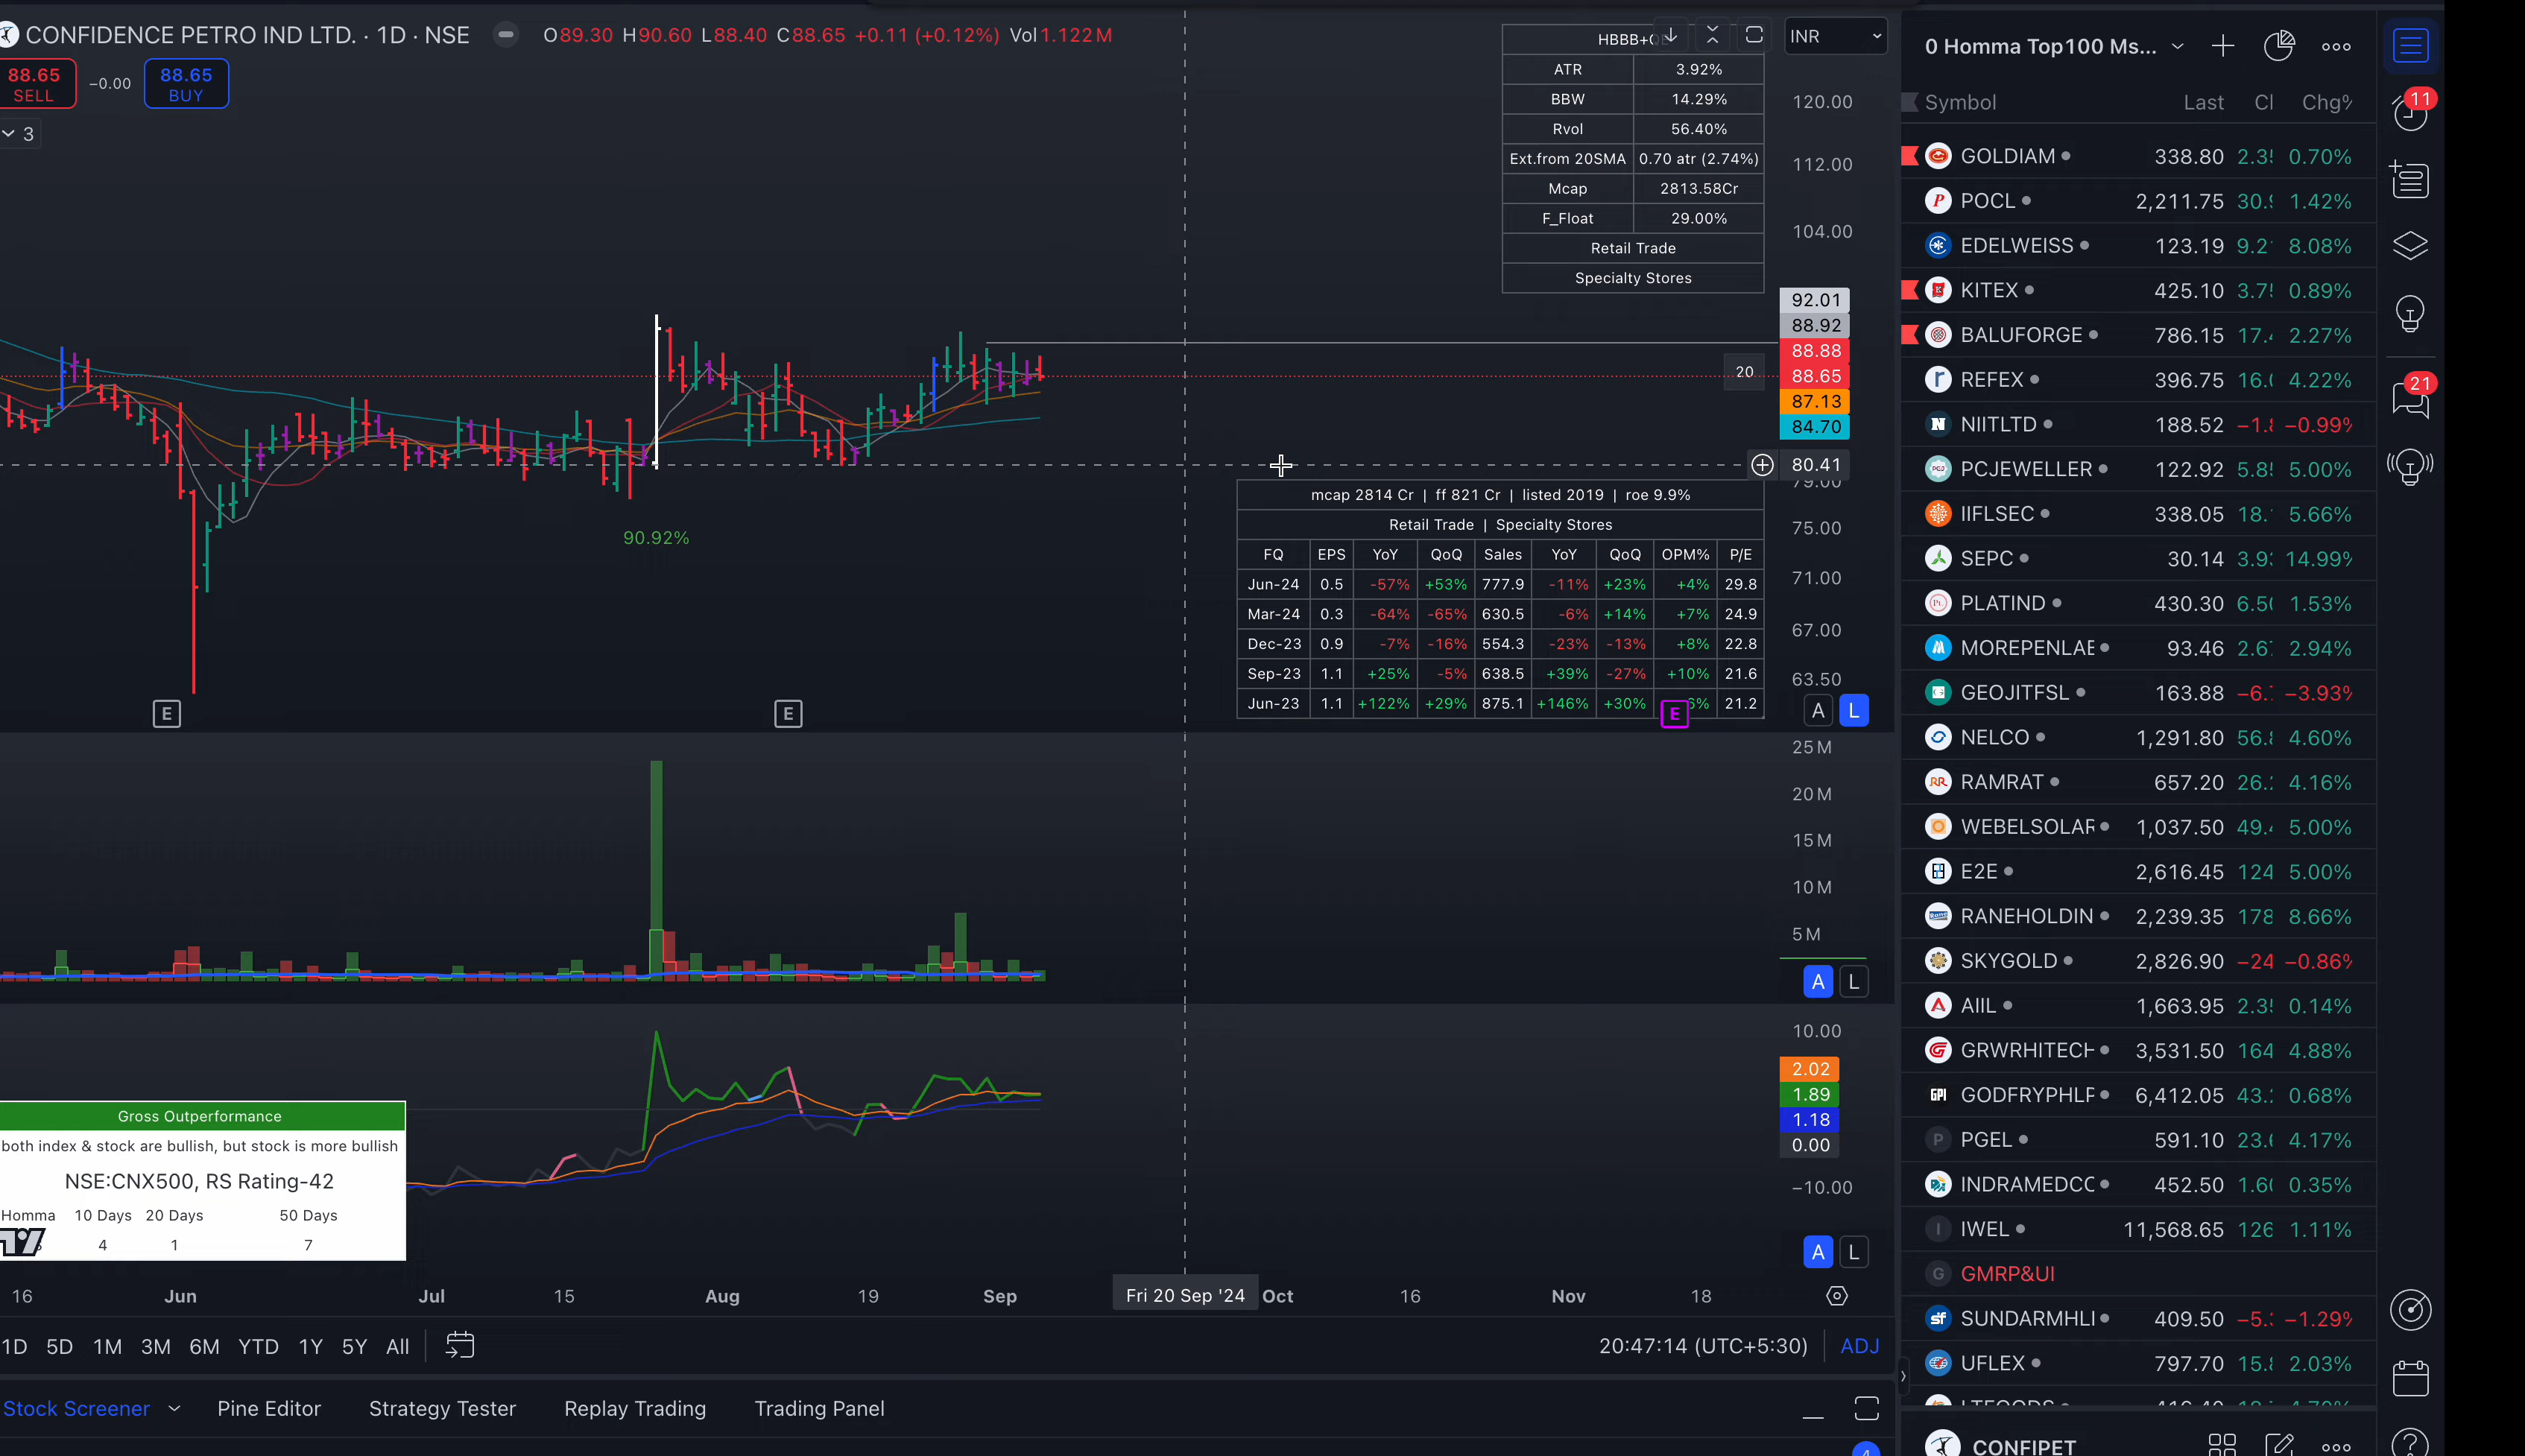 CONFIDENCE PETRO IND LTD. · 1D · NSE O89.30 H90.60 L88.40 C88.65 +0.11 (+0.12%) Vol1.122M
88.65 SELL −0.00 88.65 BUY
3
ATR 3.92%
BBW 14.29%
Rvol 56.40%
Ext.from 20SMA 0.70 atr (2.74%)
Mcap 2813.58Cr
F_Float 29.00%
Retail Trade
Specialty Stores
INR
120.00
112.00
104.00
92.01
88.92
88.88
88.65
87.13
84.70
80.41
79.00
75.00
71.00
67.00
63.50
20
90.92%
mcap 2814 Cr | ff 821 Cr | listed 2019 | roe 9.9%
Retail Trade | Specialty Stores
FQ EPS YoY QoQ Sales YoY QoQ OPM% P/E
Jun-24 0.5 -57% +53% 777.9 -11% +23% +4% 29.8
Mar-24 0.3 -64% -65% 630.5 -6% +14% +7% 24.9
Dec-23 0.9 -7% -16% 554.3 -23% -13% +8% 22.8
Sep-23 1.1 +25% -5% 638.5 +39% -27% +10% 21.6
Jun-23 1.1 +122% +29% 875.1 +146% +30% 21.2
E E E
A L
25M
20M
15M
10M
5M
A L
10.00
2.02
1.89
1.18
0.00
−10.00
A L
Gross Outperformance
both index & stock are bullish, but stock is more bullish
NSE:CNX500, RS Rating-42
Homma 10 Days 20 Days 50 Days
4 1 7
16 Jun Jul 15 Aug 19 Sep Fri 20 Sep '24 Oct 16 Nov 18
1D 5D 1M 3M 6M YTD 1Y 5Y All 20:47:14 (UTC+5:30) ADJ
Stock Screener Pine Editor Strategy Tester Replay Trading Trading Panel
0 Homma Top100 Ms...
Symbol Last Chg%
GOLDIAM 338.80 0.70%
POCL 2,211.75 1.42%
EDELWEISS 123.19 8.08%
KITEX 425.10 0.89%
BALUFORGE 786.15 2.27%
REFEX 396.75 4.22%
NIITLTD 188.52 −0.99%
PCJEWELLER 122.92 5.00%
IIFLSEC 338.05 5.66%
SEPC 30.14 14.99%
PLATIND 430.30 1.53%
MOREPENLAB 93.46 2.94%
GEOJITFSL 163.88 −3.93%
NELCO 1,291.80 4.60%
RAMRAT 657.20 4.16%
WEBELSOLAR 1,037.50 5.00%
E2E 2,616.45 124 5.00%
RANEHOLDIN 2,239.35 178 8.66%
SKYGOLD 2,826.90 −24 −0.86%
AIIL 1,663.95 0.14%
GRWRHITECH 3,531.50 164 4.88%
GODFRYPHLP 6,412.05 0.68%
PGEL 591.10 4.17%
INDRAMEDCO 452.50 0.35%
IWEL 11,568.65 126 1.11%
GMRP&UI
SUNDARMHLD 409.50 −1.29%
UFLEX 797.70 2.03%
CONFIPET
11
21